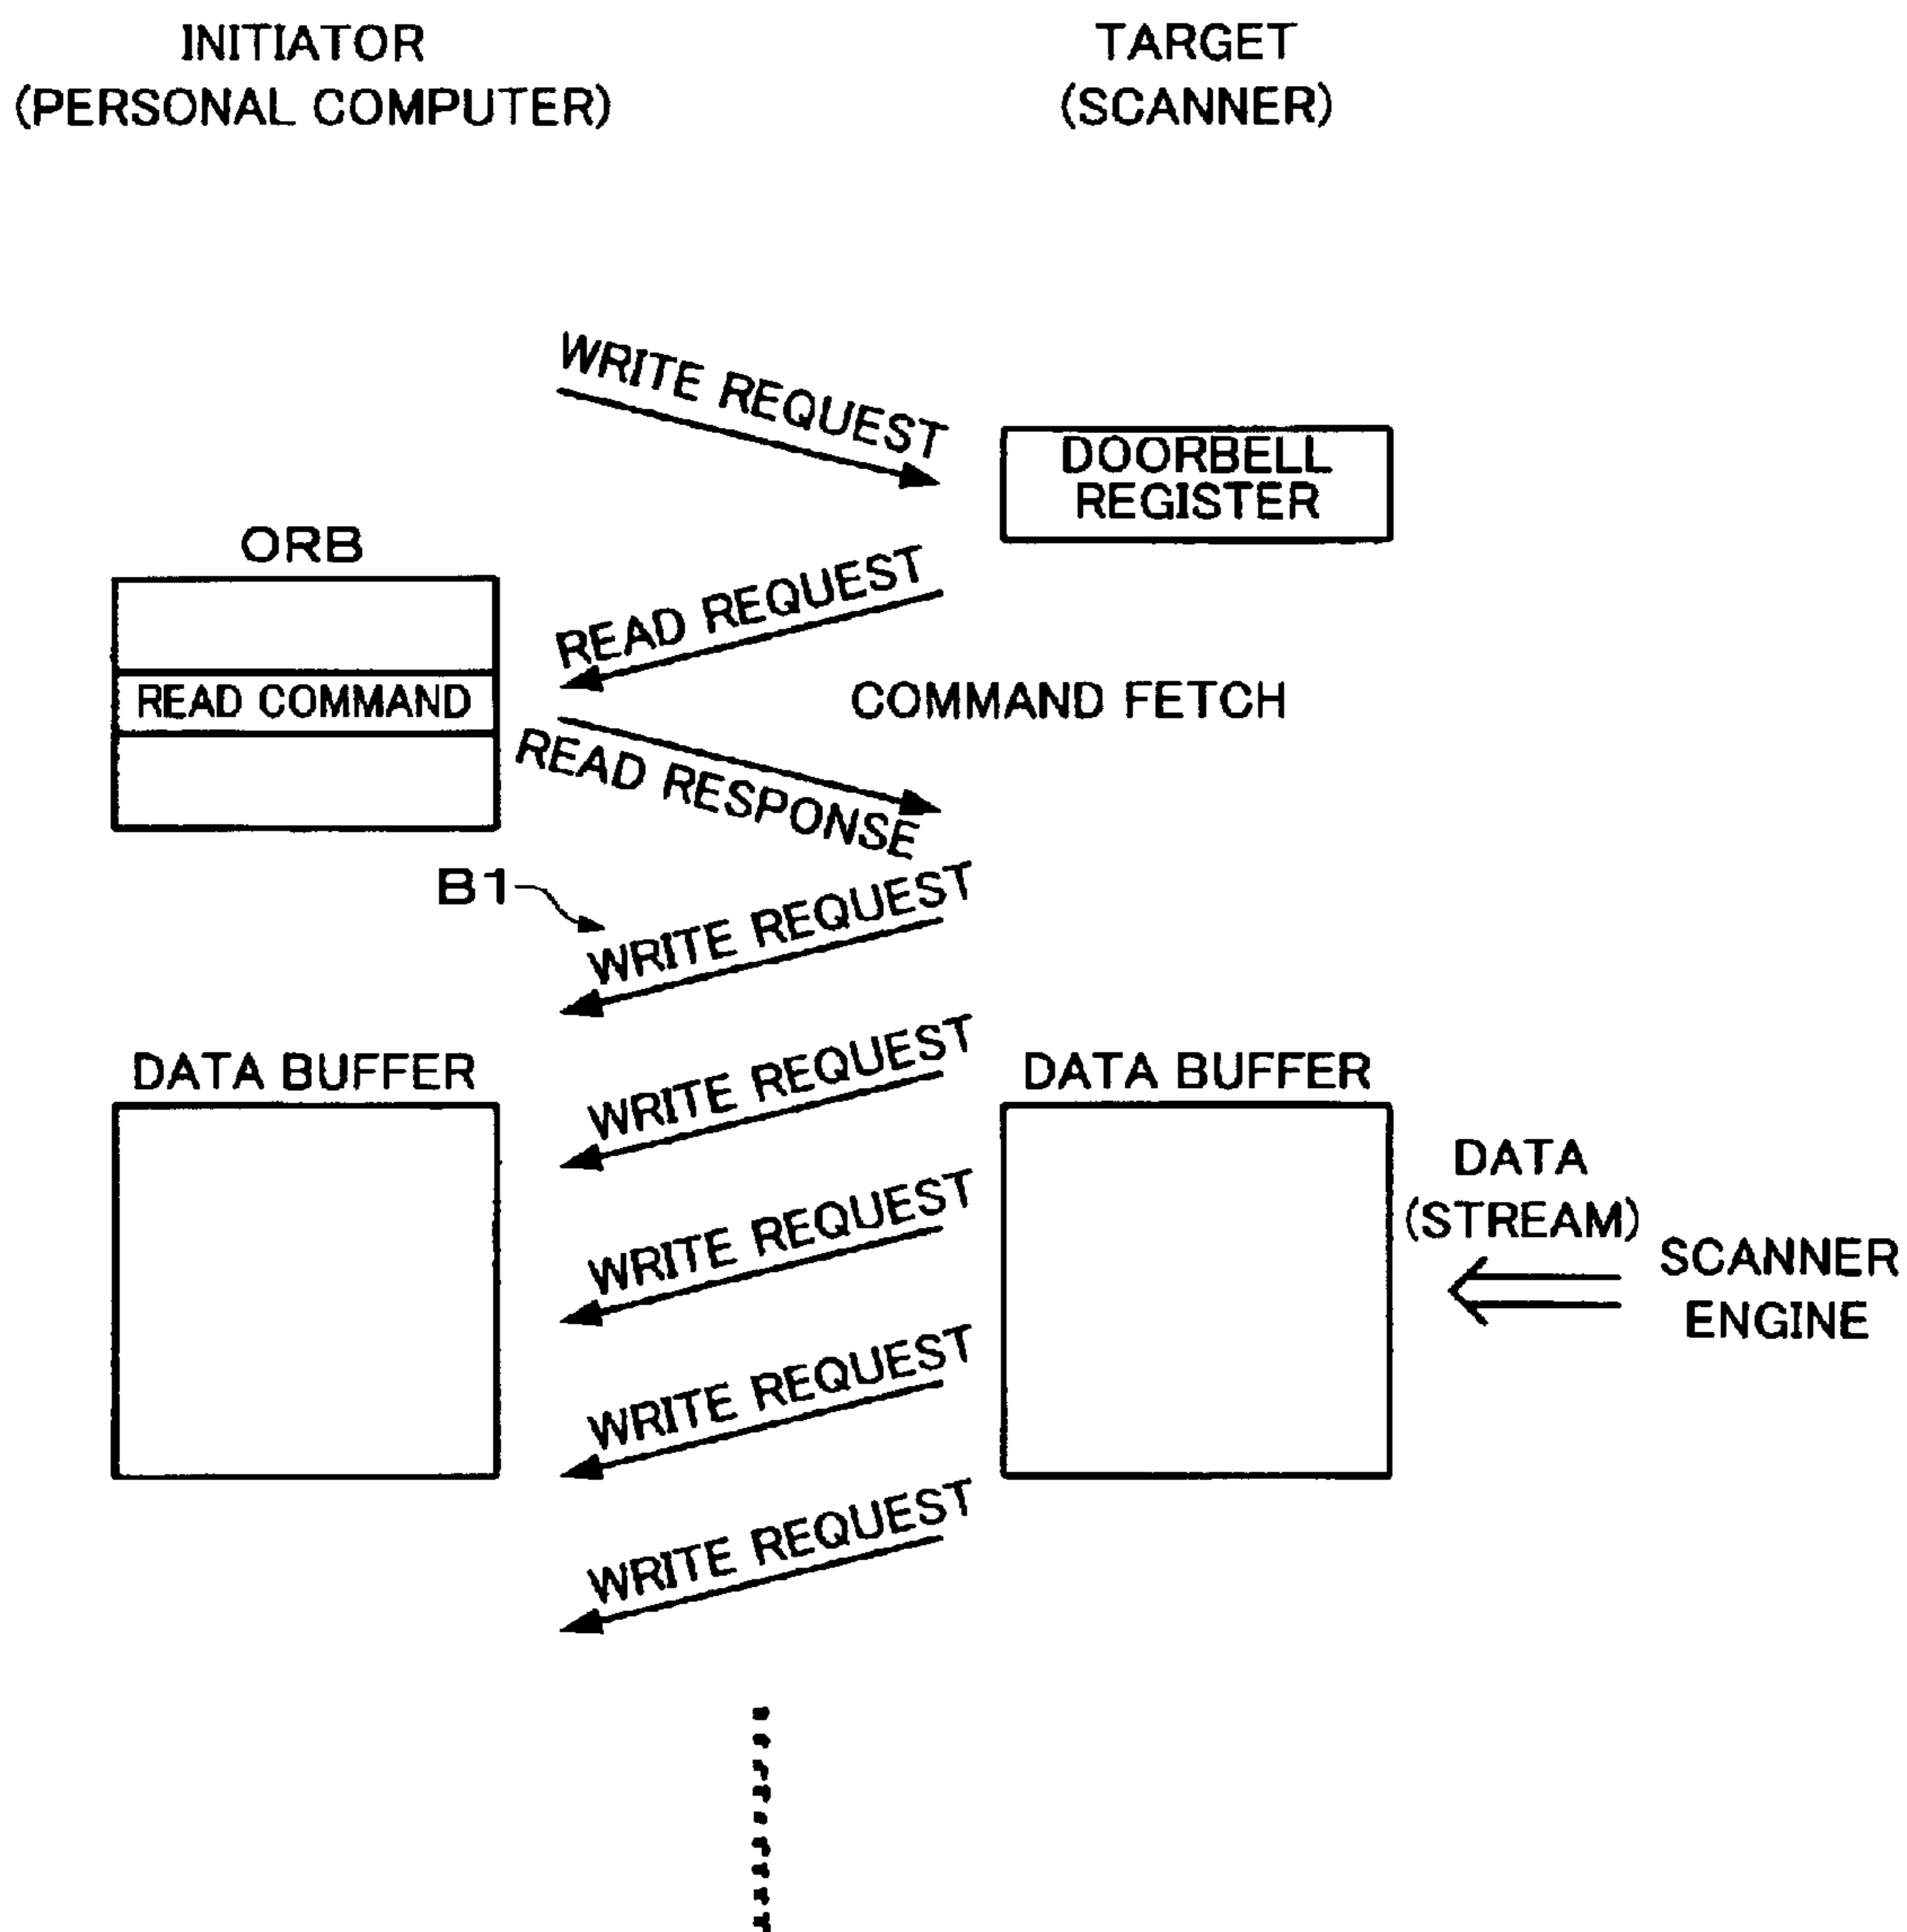 INITIATOR
(PERSONAL COMPUTER)
TARGET
(SCANNER)
WRITE REQUEST
DOORBELL
REGISTER
ORB
READ REQUEST
READ COMMAND
COMMAND FETCH
READ RESPONSE
B1
WRITE REQUEST
DATA BUFFER
WRITE REQUEST
DATA BUFFER
DATA
(STREAM)
WRITE REQUEST
SCANNER
ENGINE
WRITE REQUEST
WRITE REQUEST